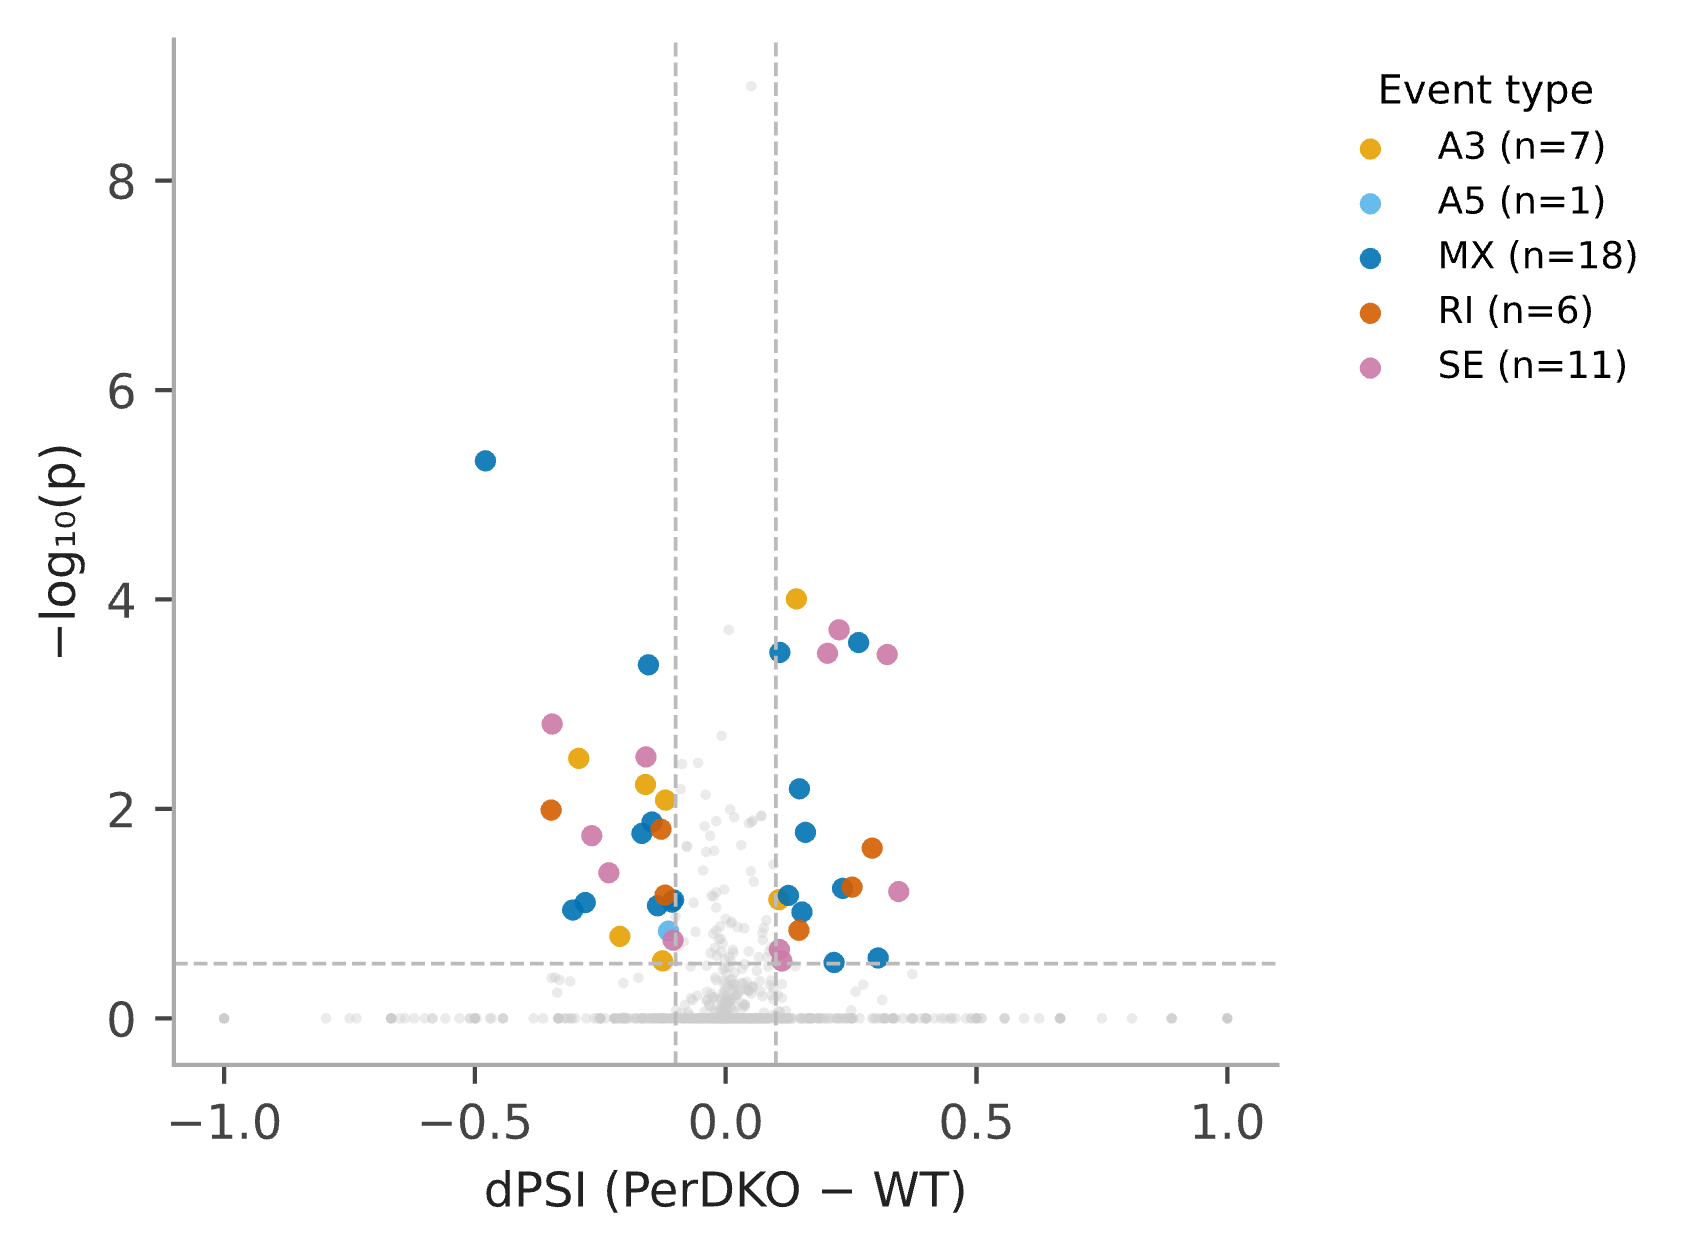 Event type
A3 (n=7)
A5 (n=1)
MX (n=18)
RI (n=6)
SE (n=11)
8
6
4
2
0
−log₁₀(p)
−1.0 −0.5 0.0 0.5 1.0
dPSI (PerDKO − WT)